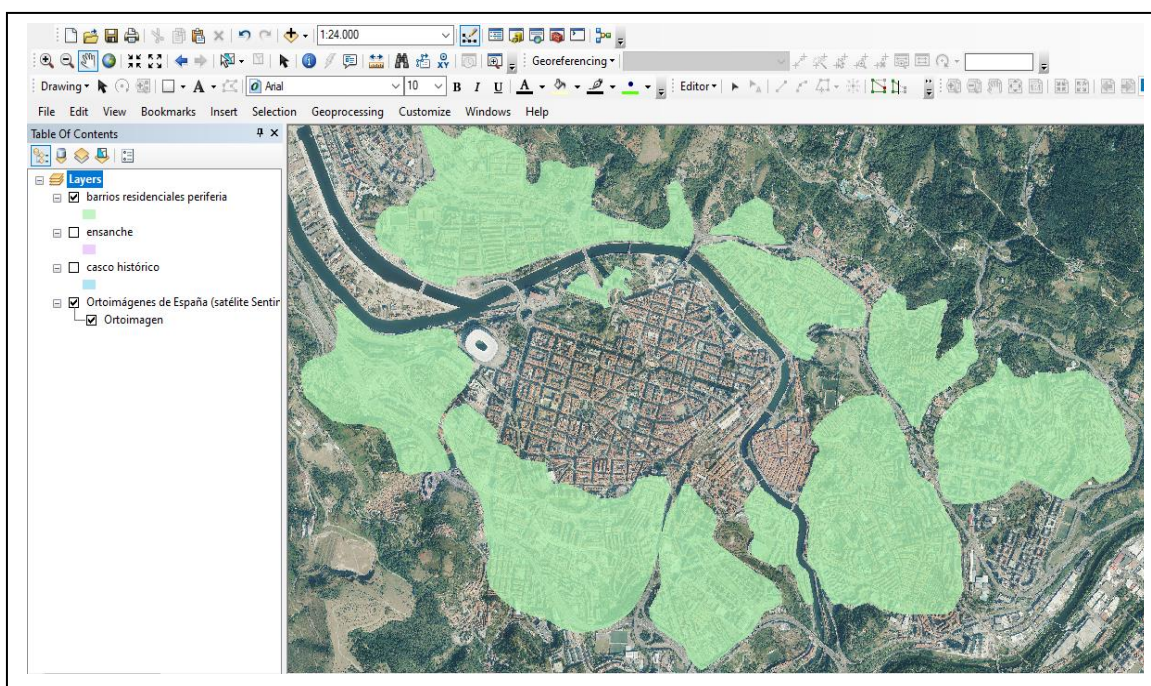 1:24.000
Georeferencing
Drawing A Arial 10 B I U A Editor
File Edit View Bookmarks Insert Selection Geoprocessing Customize Windows Help
Table Of Contents
Layers
barrios residenciales periferia
ensanche
casco histórico
Ortoimágenes de España (satélite Sentir
Ortoimagen